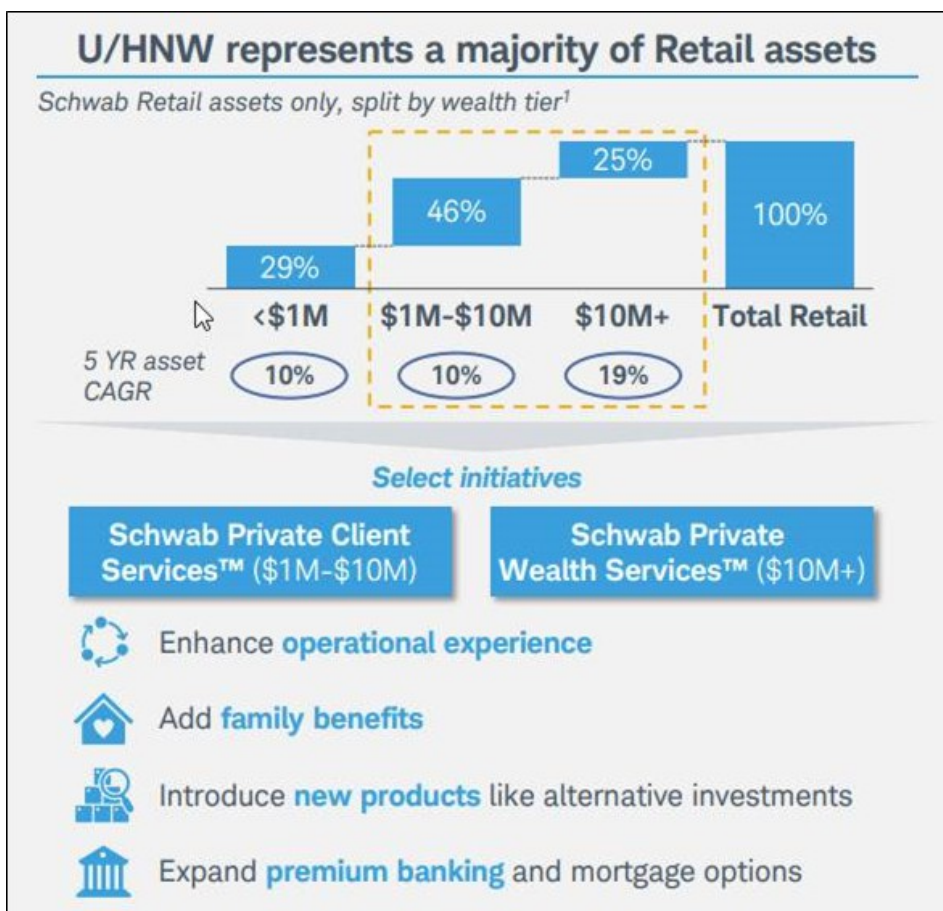 U/HNW represents a majority of Retail assets
Schwab Retail assets only, split by wealth tier¹
29%
46%
25%
100%
<$1M
$1M-$10M
$10M+
Total Retail
5 YR asset
CAGR
10%
10%
19%
Select initiatives
Schwab Private Client
Services™ ($1M-$10M)
Schwab Private
Wealth Services™ ($10M+)
Enhance operational experience
Add family benefits
Introduce new products like alternative investments
Expand premium banking and mortgage options